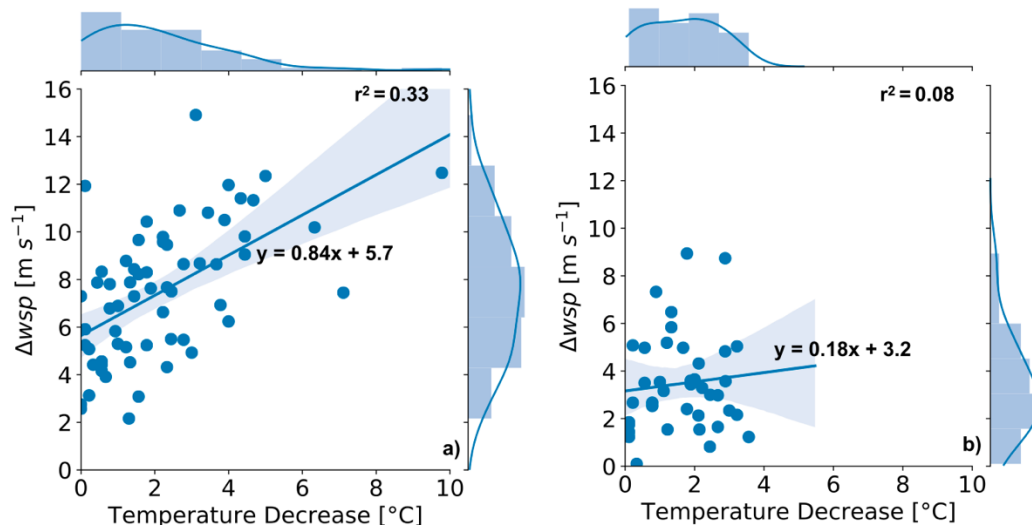 16
14
12
10
8
6
4
2
0
Δwsp [m s⁻¹]
r² = 0.33
y = 0.84x + 5.7
a)
0 2 4 6 8 10
Temperature Decrease [°C]
16
14
12
10
8
6
4
2
0
Δwsp [m s⁻¹]
r² = 0.08
y = 0.18x + 3.2
b)
0 2 4 6 8 10
Temperature Decrease [°C]